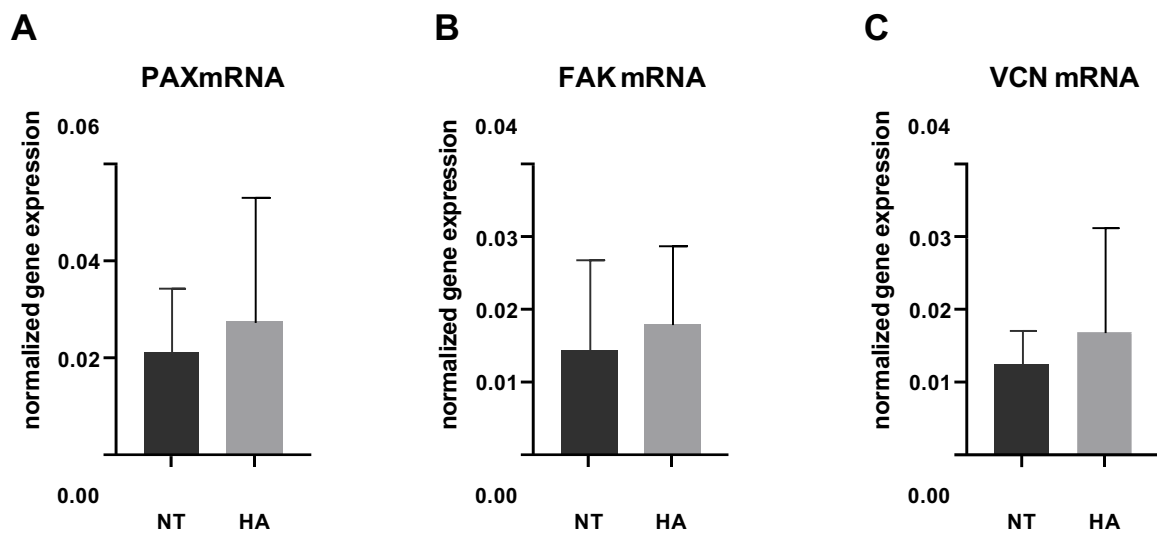 A
PAXmRNA
normalized gene expression
0.06
0.04
0.02
0.00
NT HA
B
FAK mRNA
normalized gene expression
0.04
0.03
0.02
0.01
0.00
NT HA
C
VCN mRNA
normalized gene expression
0.04
0.03
0.02
0.01
0.00
NT HA